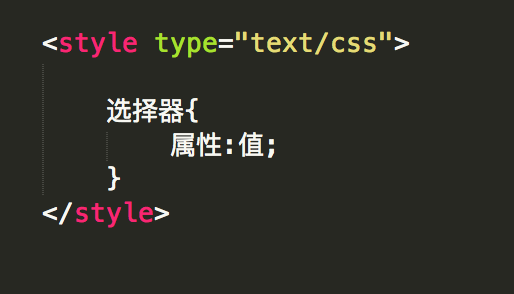 <style type="text/css">
选择器{
属性:值;
}
</style>